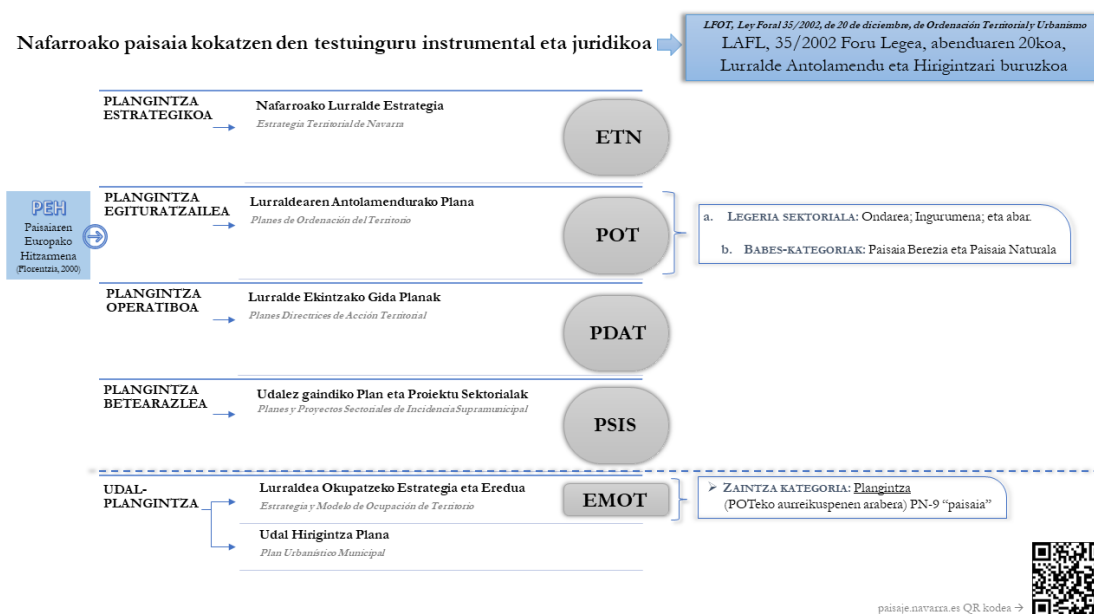 Nafarroako paisaia kokatzen den testuinguru instrumental eta juridikoa
LFOT, Ley Foral 35/2002, de 20 de diciembre, de Ordenación Territorial y Urbanismo
LAFL, 35/2002 Foru Legea, abenduaren 20koa,
Lurralde Antolamendu eta Hirigintzari buruzkoa
PLANGINTZA
ESTRATEGIKOA
Nafarroako Lurralde Estrategia
Estrategia Territorial de Navarra
ETN
PEH
Paisaiaren
Europako
Hitzarmena
(Florentzia, 2000)
PLANGINTZA
EGITURATZAILEA
Lurraldearen Antolamendurako Plana
Planes de Ordenación del Territorio
POT
a. LEGERIA SEKTORIALA: Ondarea; Ingurumena; eta abar.
b. BABES-KATEGORIAK: Paisaia Berezia eta Paisaia Naturala
PLANGINTZA
OPERATIBOA
Lurralde Ekintzako Gida Planak
Planes Directrices de Acción Territorial
PDAT
PLANGINTZA
BETEARAZLEA
Udalez gaindiko Plan eta Proiektu Sektorialak
Planes y Proyectos Sectoriales de Incidencia Supramunicipal
PSIS
UDAL-
PLANGINTZA
Lurraldea Okupatzeko Estrategia eta Eredua
Estrategia y Modelo de Ocupación de Territorio
EMOT
ZAINTZA KATEGORIA: Plangintza
(POTeko aurreikuspenen arabera) PN-9 “paisaia”
Udal Hirigintza Plana
Plan Urbanístico Municipal
paisaje.navarra.es QR kodea →